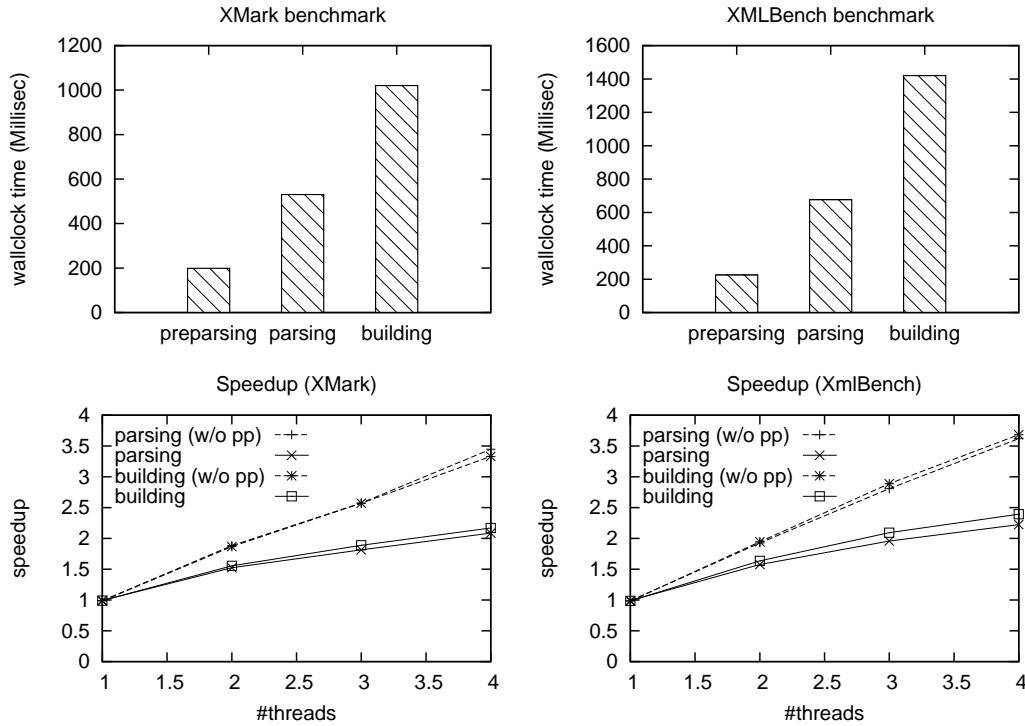 XMark benchmark
wallclock time (Millisec)
1200
1000
800
600
400
200
0
preparsing parsing building
XMLBench benchmark
wallclock time (Millisec)
1600
1400
1200
1000
800
600
400
200
0
preparsing parsing building
Speedup (XMark)
speedup
4
3.5
3
2.5
2
1.5
1
0.5
0
parsing (w/o pp)
parsing
building (w/o pp)
building
1 1.5 2 2.5 3 3.5 4
#threads
Speedup (XmlBench)
speedup
4
3.5
3
2.5
2
1.5
1
0.5
0
parsing (w/o pp)
parsing
building (w/o pp)
building
1 1.5 2 2.5 3 3.5 4
#threads